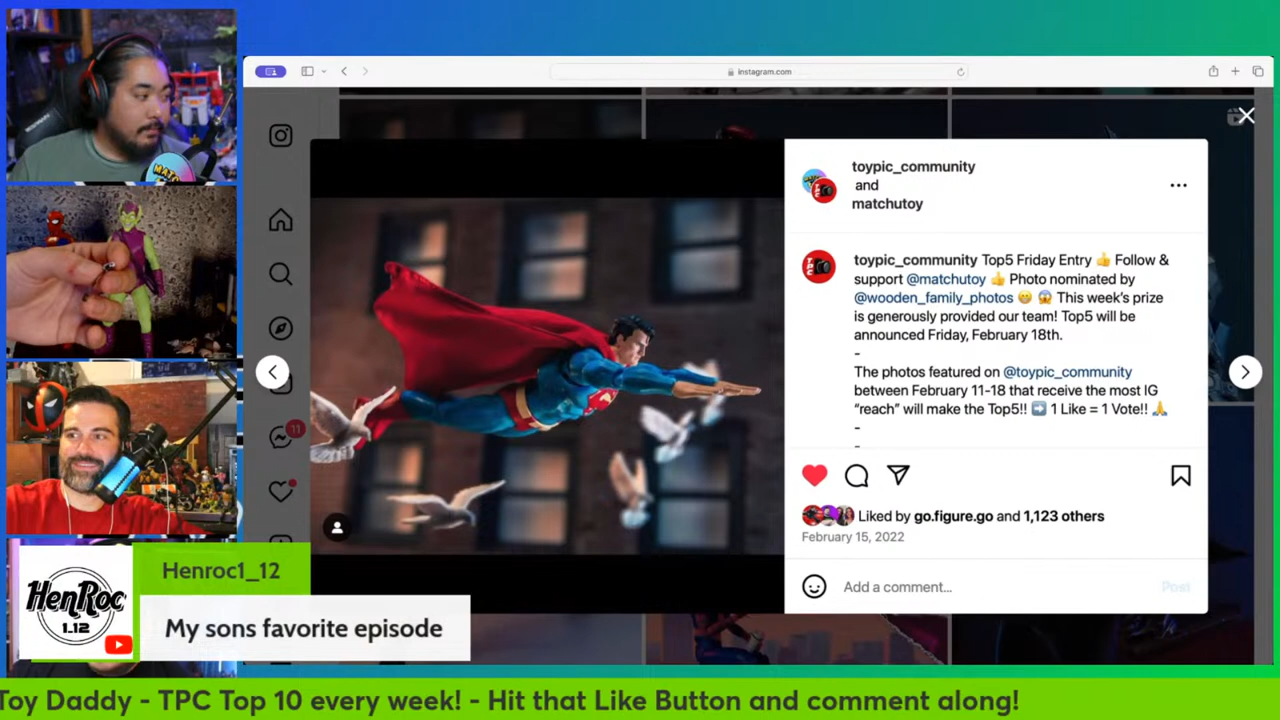 instagram.com
toypic_community
and
matchutoy
toypic_community Top5 Friday Entry 👍 Follow &
support @matchutoy 👍 Photo nominated by
@wooden_family_photos 😁 😱 This week's prize
is generously provided our team! Top5 will be
announced Friday, February 18th.
-
The photos featured on @toypic_community
between February 11-18 that receive the most IG
"reach" will make the Top5!! ➡️ 1 Like = 1 Vote!! 🙏
-
-
11
Liked by go.figure.go and 1,123 others
February 15, 2022
Add a comment...
Post
Henroc1_12
HenRoc
1.12
My sons favorite episode
Toy Daddy - TPC Top 10 every week! - Hit that Like Button and comment along!